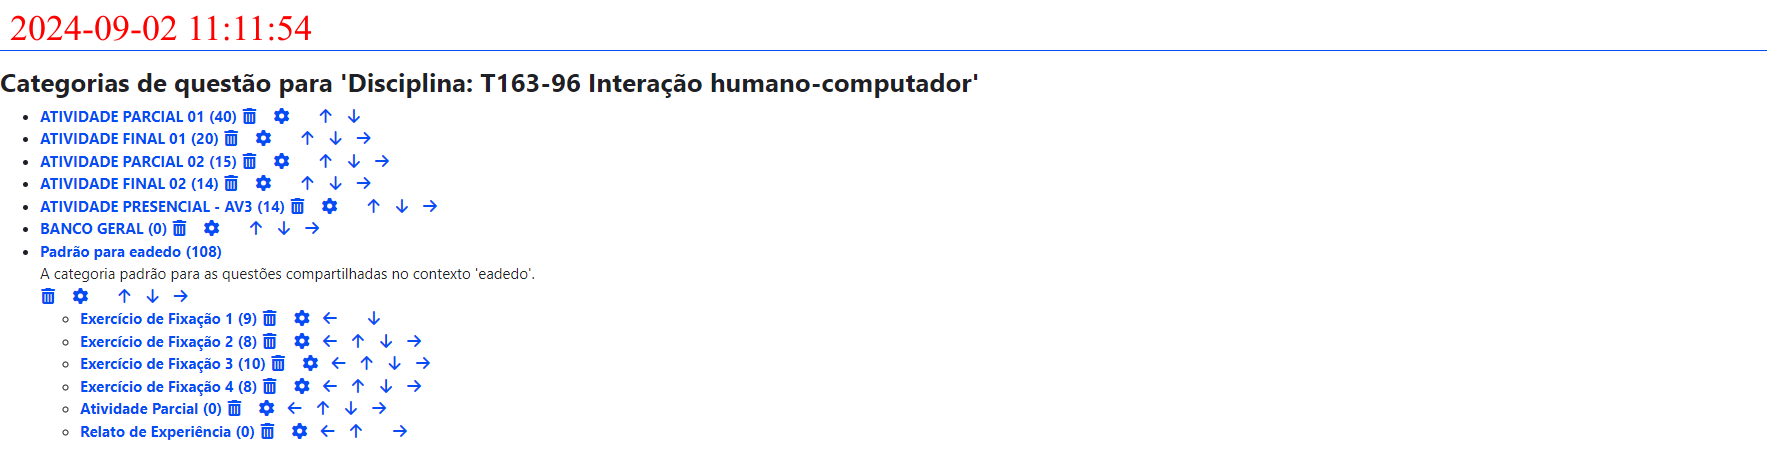 2024-09-02 11:11:54
Categorias de questão para 'Disciplina: T163-96 Interação humano-computador'
ATIVIDADE PARCIAL 01 (40)
ATIVIDADE FINAL 01 (20)
ATIVIDADE PARCIAL 02 (15)
ATIVIDADE FINAL 02 (14)
ATIVIDADE PRESENCIAL - AV3 (14)
BANCO GERAL (0)
Padrão para eadedo (108)
A categoria padrão para as questões compartilhadas no contexto 'eadedo'.
Exercício de Fixação 1 (9)
Exercício de Fixação 2 (8)
Exercício de Fixação 3 (10)
Exercício de Fixação 4 (8)
Atividade Parcial (0)
Relato de Experiência (0)